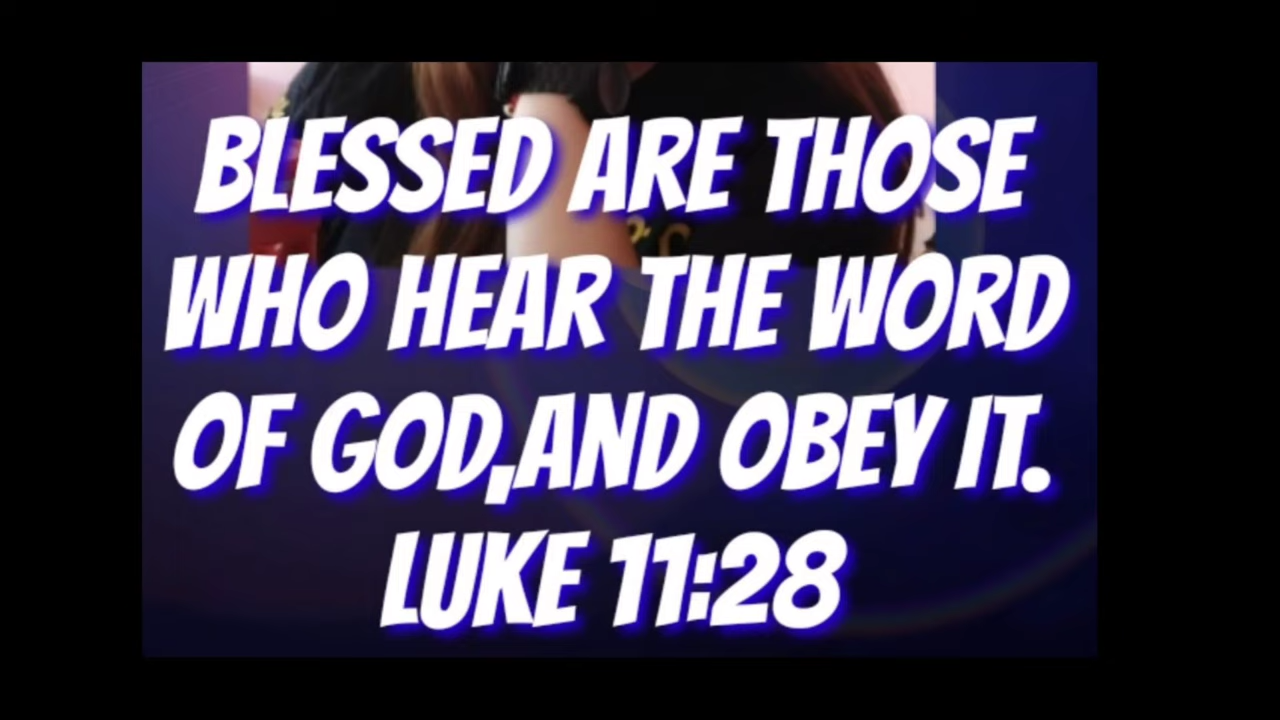 BLESSED ARE THOSE
WHO HEAR THE WORD
OF GOD,AND OBEY IT.
LUKE 11:28